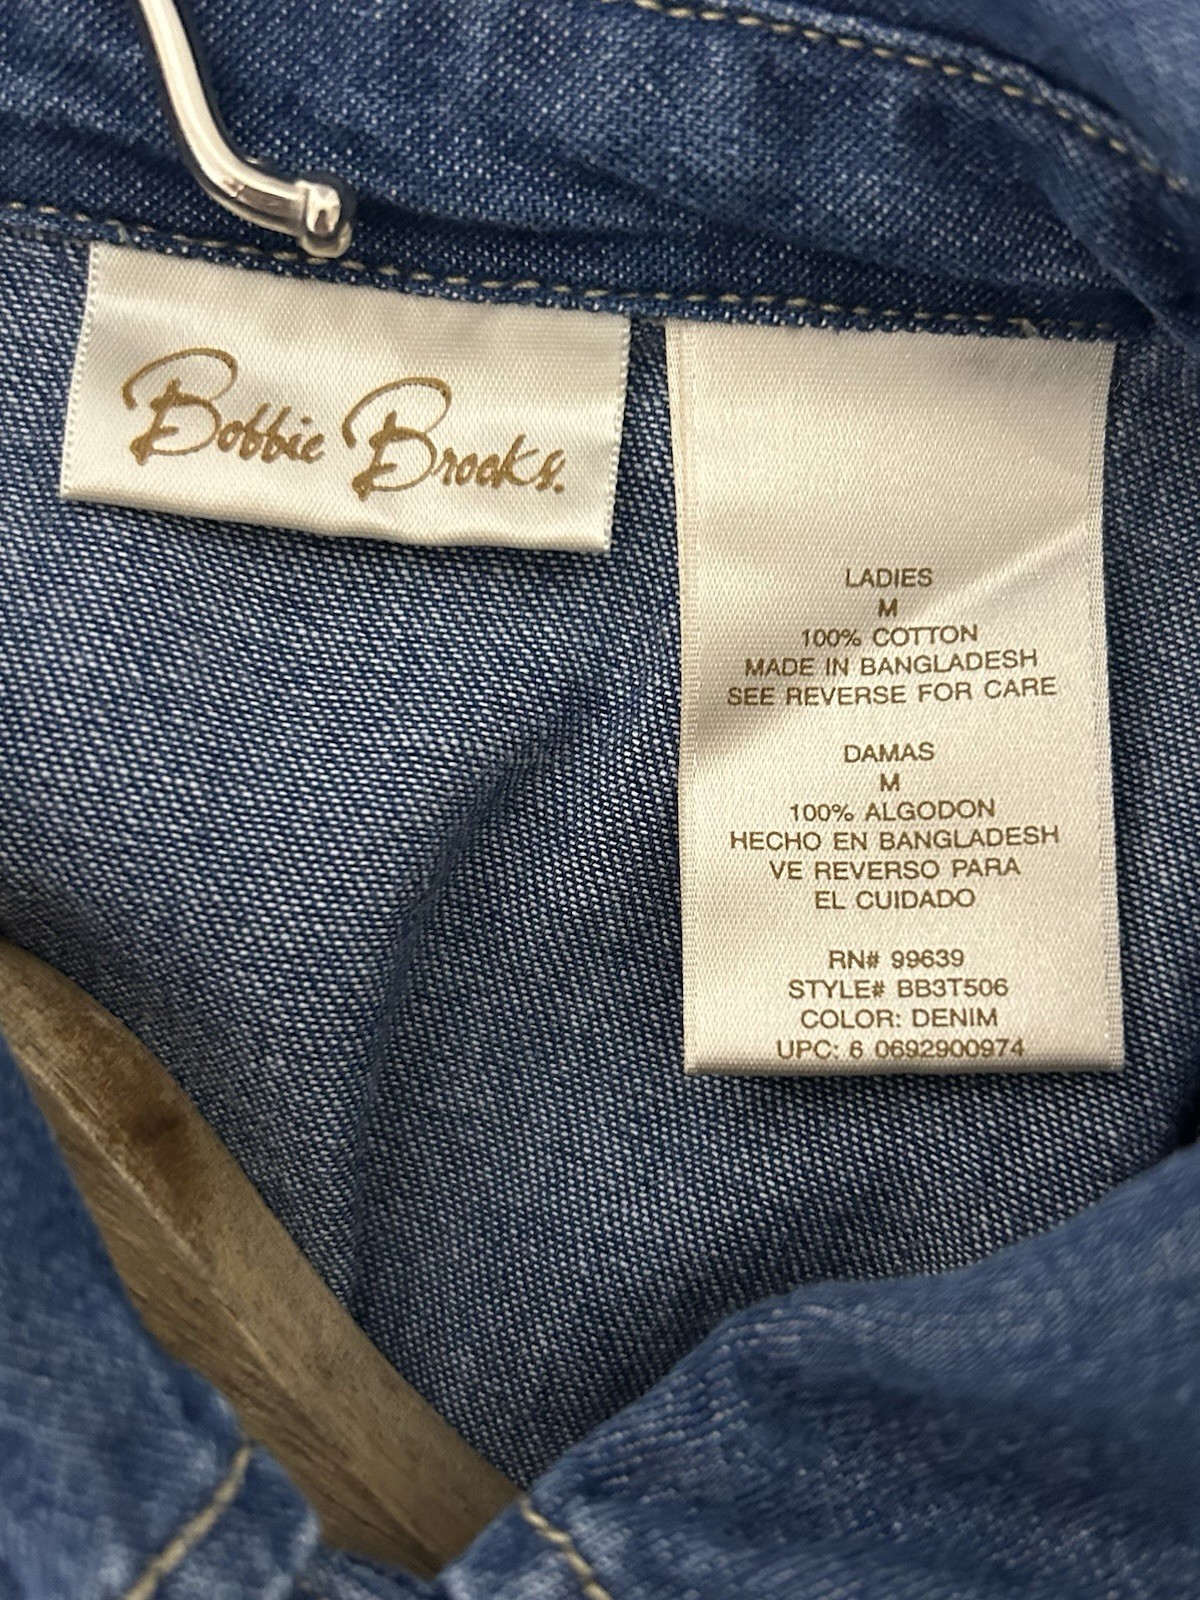 Bobbie Brooks.
LADIES
M
100% COTTON
MADE IN BANGLADESH
SEE REVERSE FOR CARE
DAMAS
M
100% ALGODON
HECHO EN BANGLADESH
VE REVERSO PARA
EL CUIDADO
RN# 99639
STYLE# BB3T506
COLOR: DENIM
UPC: 6 0692900974